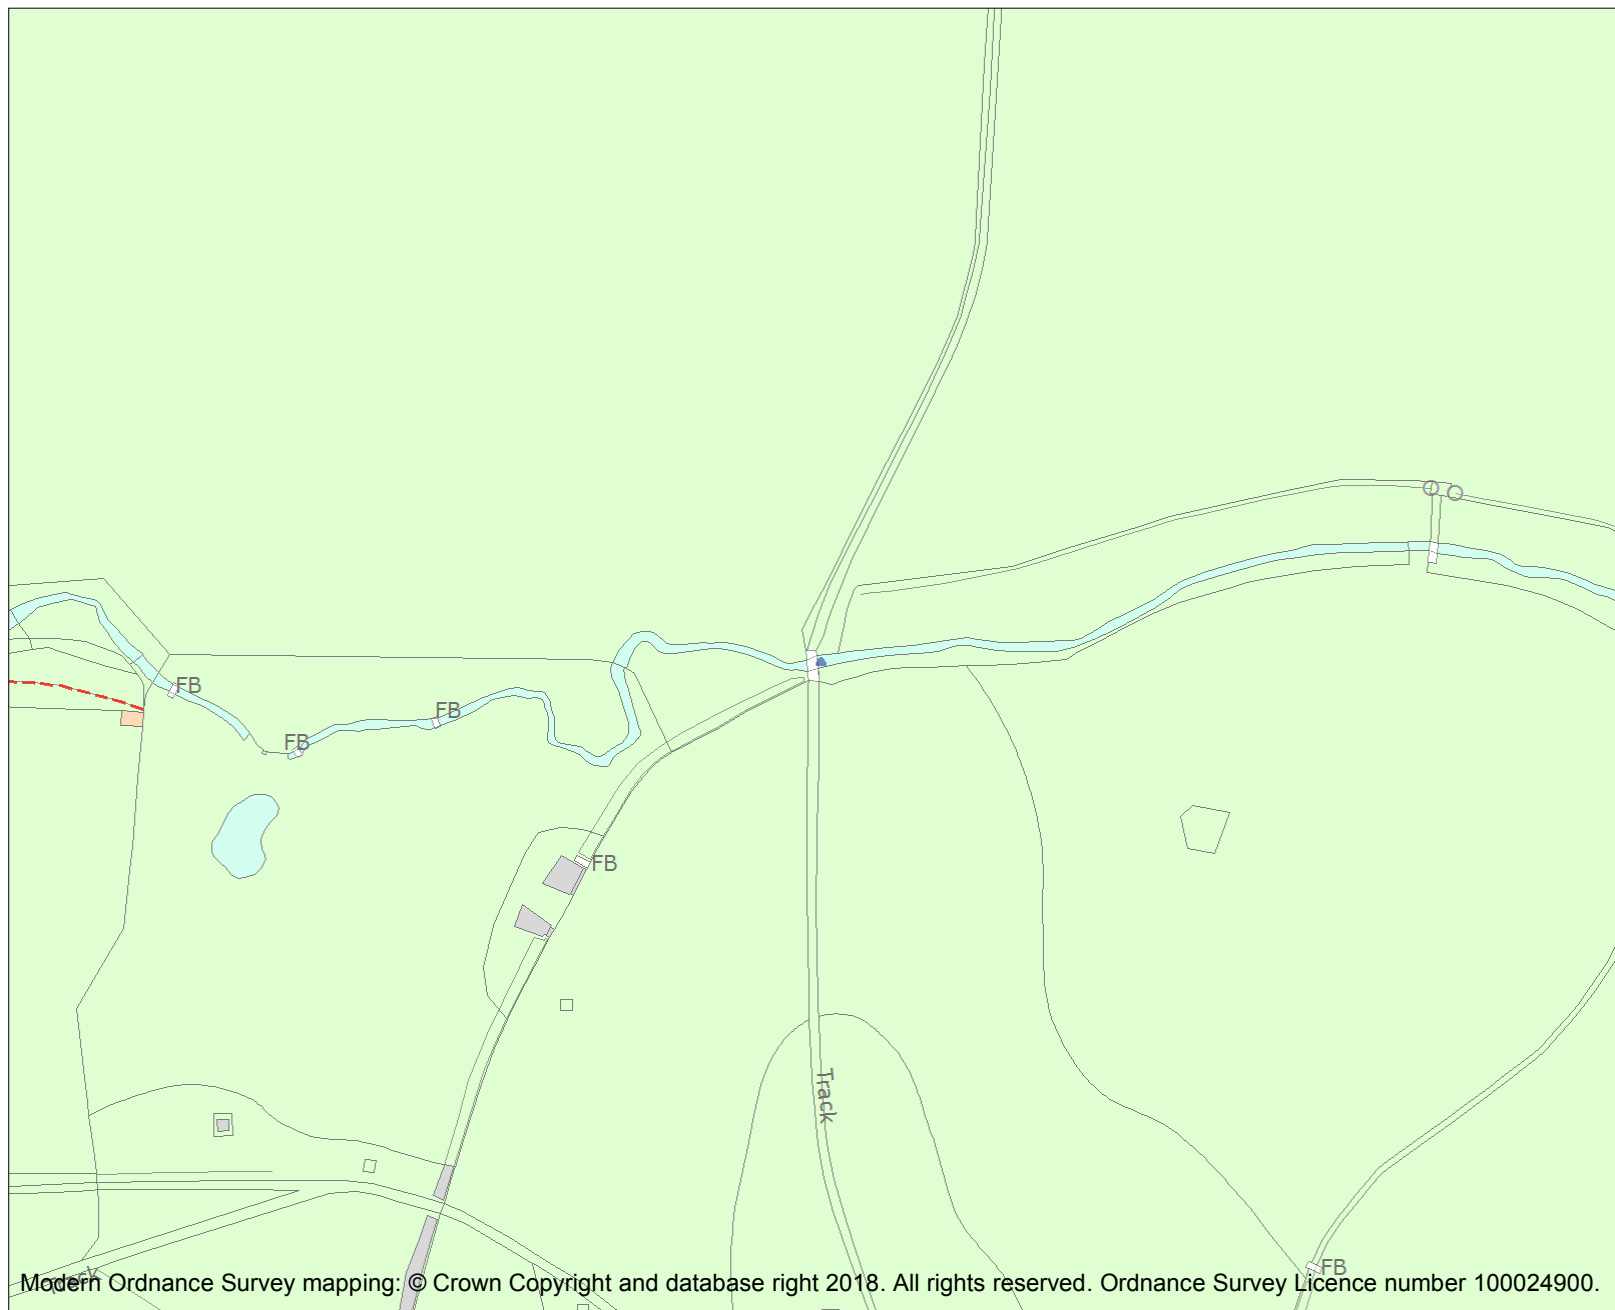 FB
FB
FB
FB
Track
FB
Track
Modern Ordnance Survey mapping: © Crown Copyright and database right 2018. All rights reserved. Ordnance Survey Licence number 100024900.